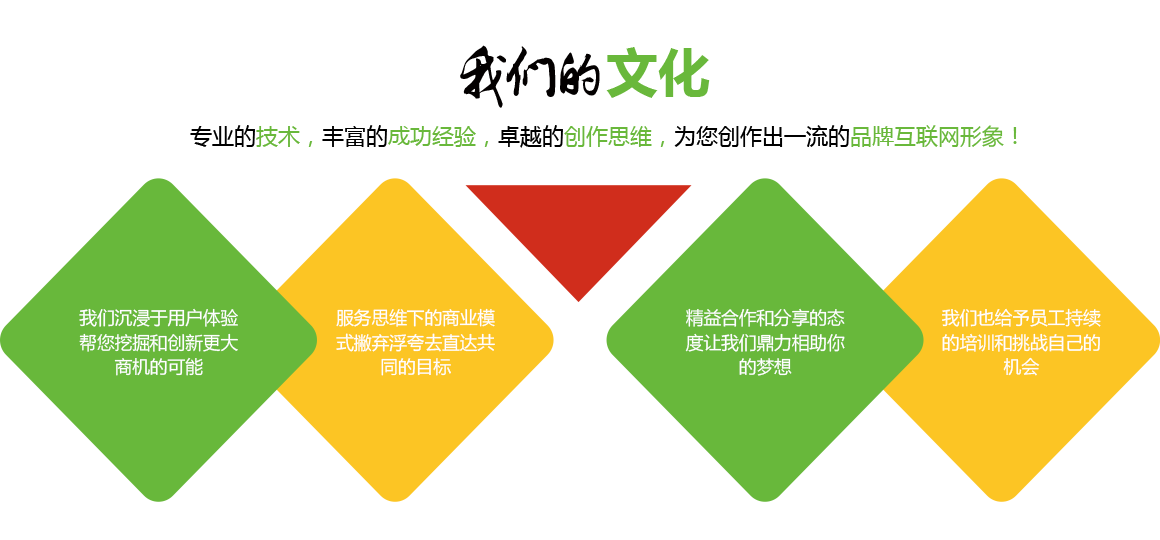 我们的文化
专业的技术，丰富的成功经验，卓越的创作思维，为您创作出一流的品牌互联网形象！
我们沉浸于用户体验
帮您挖掘和创新更大
商机的可能
服务思维下的商业模
式撇弃浮夸去直达共
同的目标
精益合作和分享的态
度让我们鼎力相助你
的梦想
我们也给予员工持续
的培训和挑战自己的
机会